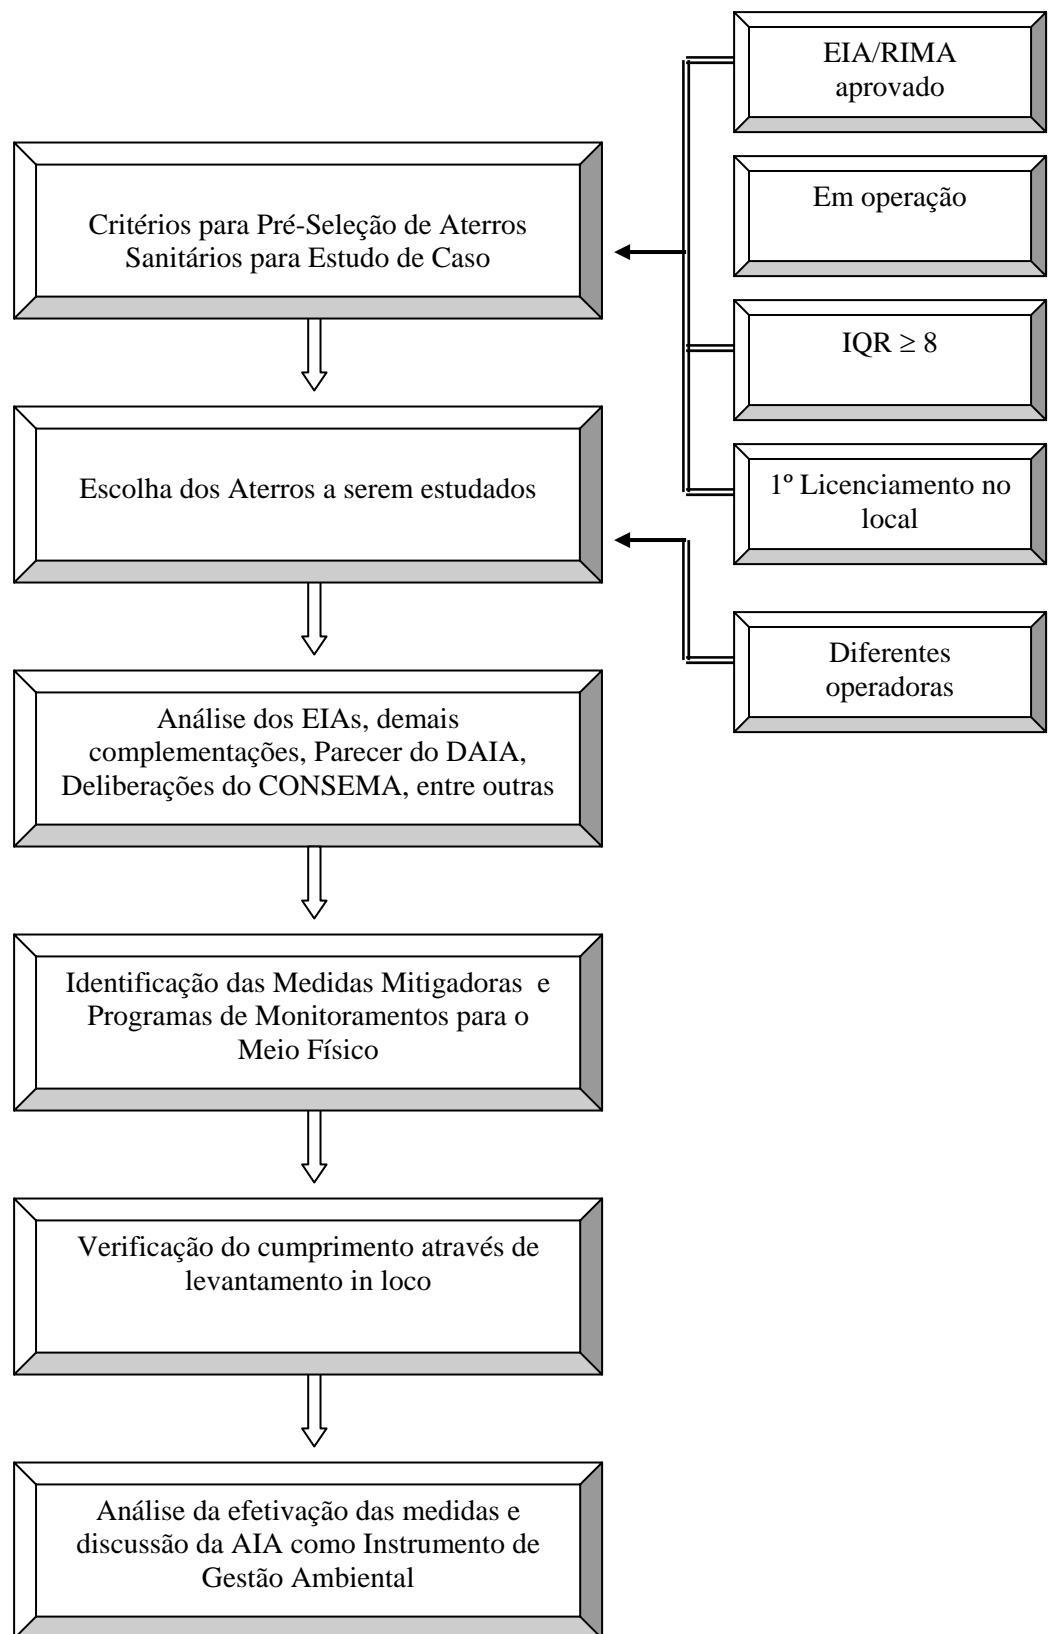 EIA/RIMA
aprovado
Em operação
IQR ≥ 8
1º Licenciamento no
local
Critérios para Pré-Seleção de Aterros
Sanitários para Estudo de Caso
Escolha dos Aterros a serem estudados
Diferentes
operadoras
Análise dos EIAs, demais
complementações, Parecer do DAIA,
Deliberações do CONSEMA, entre outras
Identificação das Medidas Mitigadoras  e
Programas de Monitoramentos para o
Meio Físico
Verificação do cumprimento através de
levantamento in loco
Análise da efetivação das medidas e
discussão da AIA como Instrumento de
Gestão Ambiental